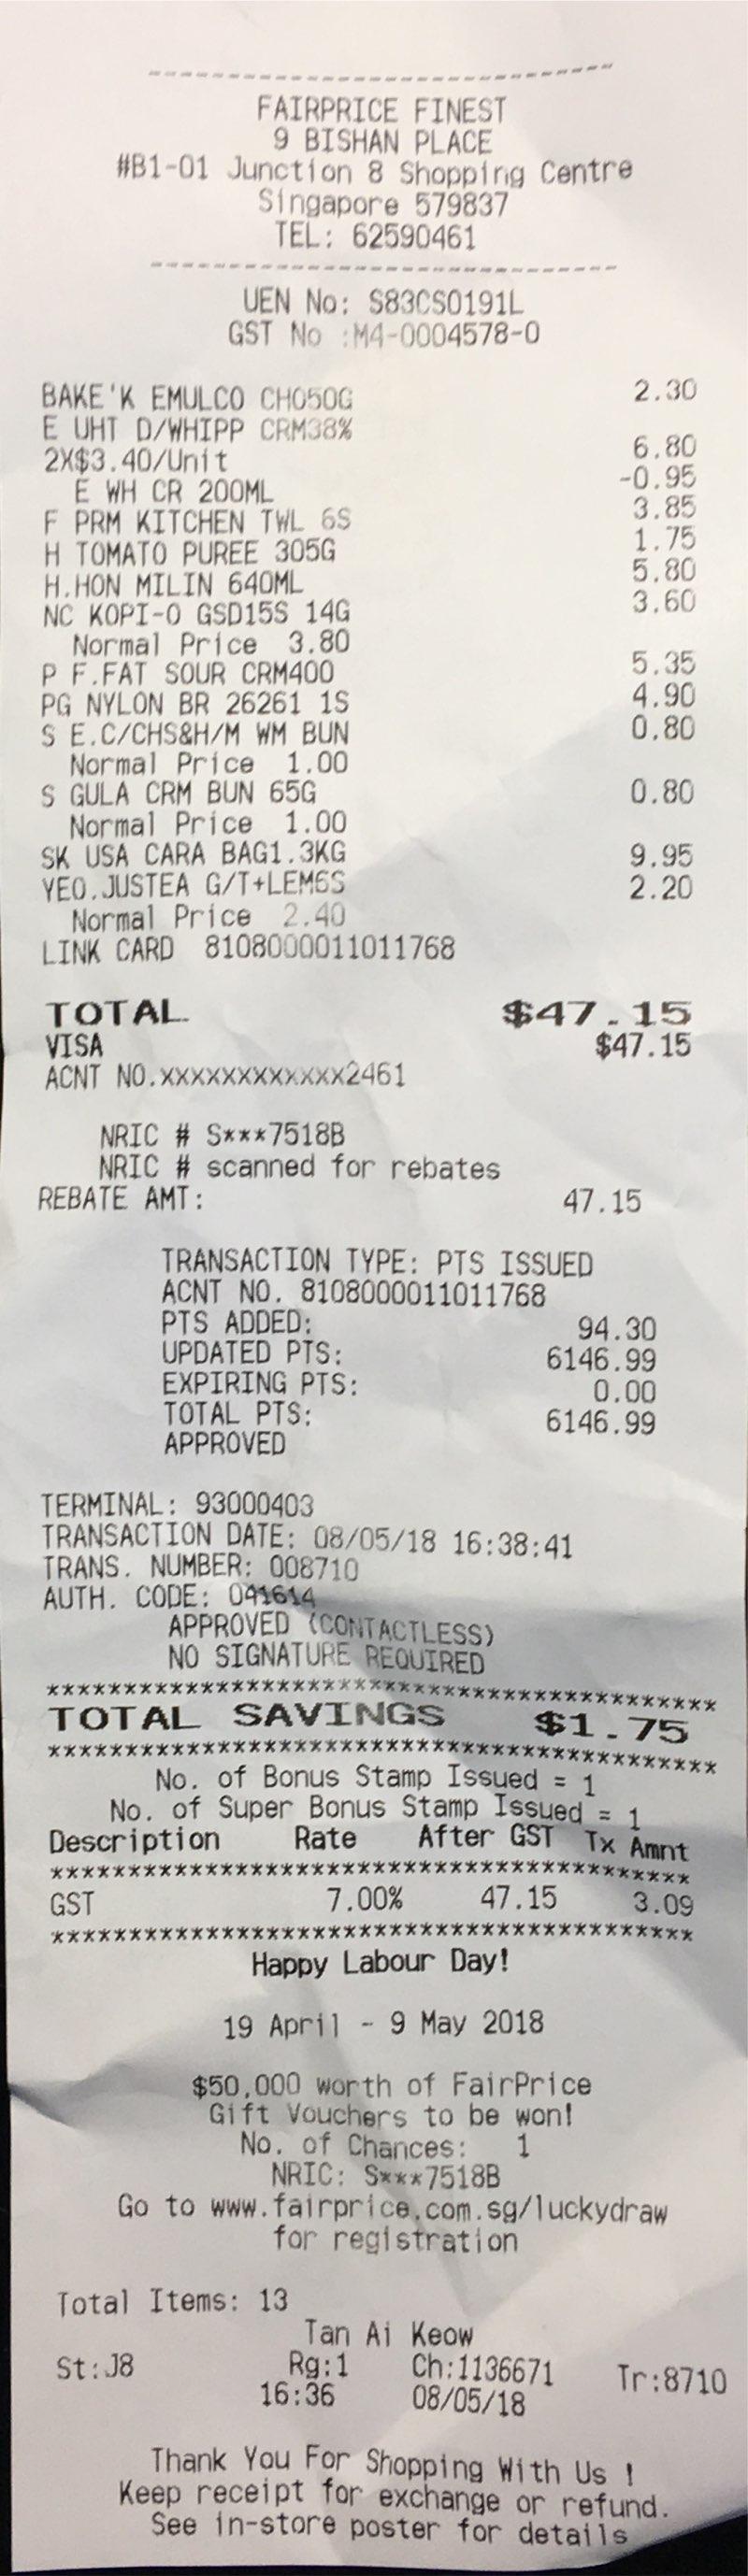 FAIRPRICE FINEST
9 BISHAN PLACE
#B1-01 Junction 8 Shopping Centre
Singapore 579837
TEL: 62590461
UEN No: S83CS0191L
GST No :M4-0004578-0
BAKE'K EMULCO CHO50G 2.30
E UHT D/WHIPP CRM38%
2X$3.40/Unit 6.80
E WH CR 200ML -0.95
F PRM KITCHEN TWL 6S 3.85
H TOMATO PUREE 305G 1.75
H.HON MILIN 640ML 5.80
NC KOPI-O GSD15S 14G 3.60
Normal Price 3.80
P F.FAT SOUR CRM400 5.35
PG NYLON BR 26261 1S 4.90
S E.C/CHS&H/M WM BUN 0.80
Normal Price 1.00
S GULA CRM BUN 65G 0.80
Normal Price 1.00
SK USA CARA BAG1.3KG 9.95
YEO.JUSTEA G/T+LEM6S 2.20
Normal Price 2.40
LINK CARD 8108000011011768
TOTAL $47.15
VISA $47.15
ACNT NO.XXXXXXXXXXXX2461
NRIC # S***7518B
NRIC # scanned for rebates
REBATE AMT: 47.15
TRANSACTION TYPE: PTS ISSUED
ACNT NO. 8108000011011768
PTS ADDED: 94.30
UPDATED PTS: 6146.99
EXPIRING PTS: 0.00
TOTAL PTS: 6146.99
APPROVED
TERMINAL: 93000403
TRANSACTION DATE: 08/05/18 16:38:41
TRANS. NUMBER: 008710
AUTH. CODE: 041614
APPROVED (CONTACTLESS)
NO SIGNATURE REQUIRED
*******************************************
TOTAL SAVINGS $1.75
*******************************************
No. of Bonus Stamp Issued = 1
No. of Super Bonus Stamp Issued = 1
Description Rate After GST Tx Amnt
*******************************************
GST 7.00% 47.15 3.09
*******************************************
Happy Labour Day!
19 April - 9 May 2018
$50,000 worth of FairPrice
Gift Vouchers to be won!
No. of Chances: 1
NRIC: S***7518B
Go to www.fairprice.com.sg/luckydraw
for registration
Total Items: 13
Tan Ai Keow
St:J8 Rg:1 Ch:1136671 Tr:8710
16:36 08/05/18
Thank You For Shopping With Us !
Keep receipt for exchange or refund.
See in-store poster for details